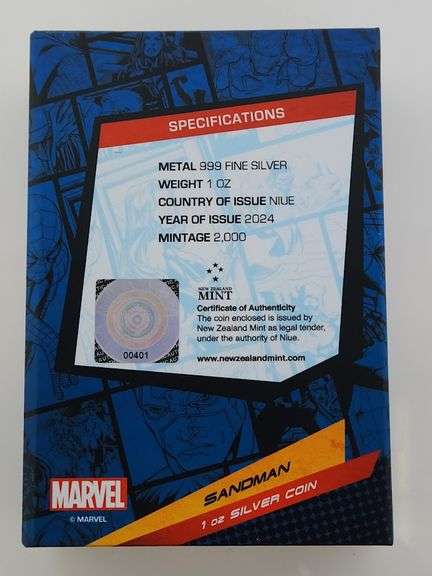 SPECIFICATIONS
METAL 999 FINE SILVER
WEIGHT 1 OZ
COUNTRY OF ISSUE NIUE
YEAR OF ISSUE 2024
MINTAGE 2,000
NEW ZEALAND
MINT
Certificate of Authenticity
The coin enclosed is issued by
New Zealand Mint as legal tender,
under the authority of Niue.
www.newzealandmint.com
00401
SANDMAN
1 oz SILVER COIN
MARVEL
© MARVEL